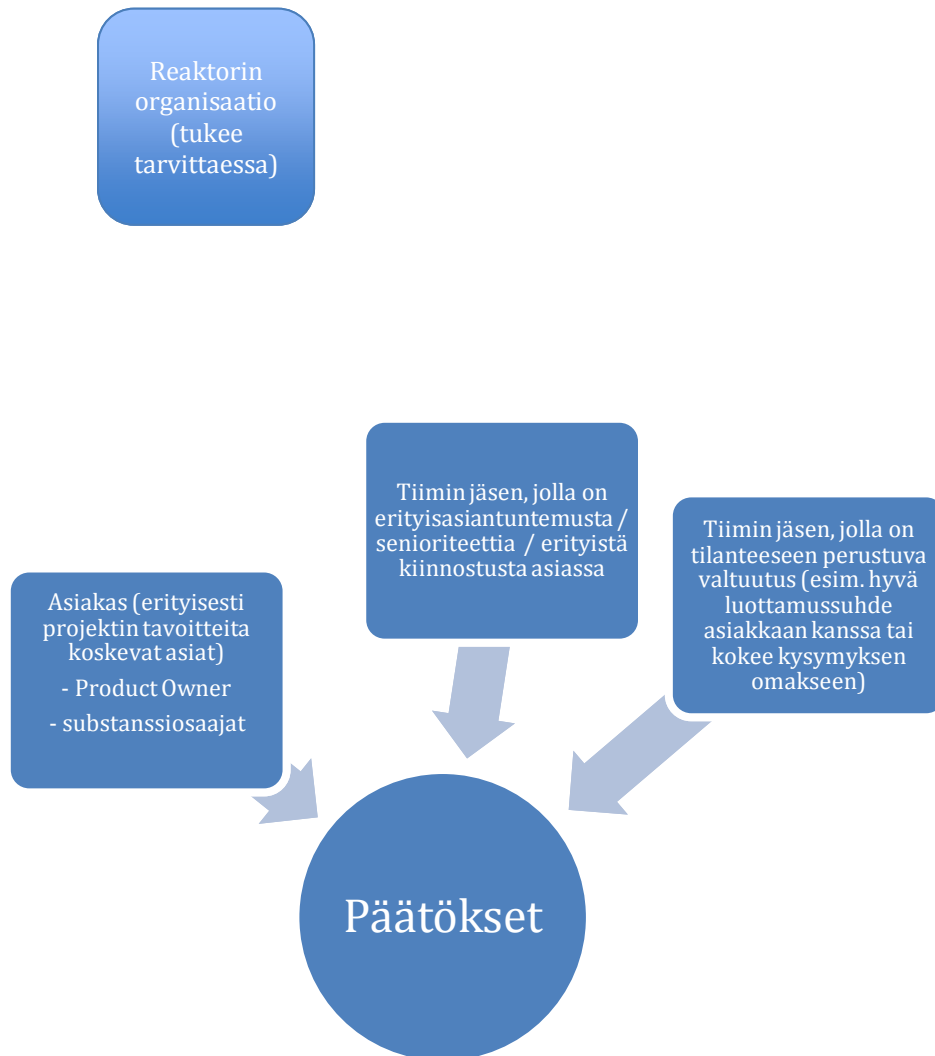 Reaktorin
organisaatio
(tukee
tarvittaessa)
Tiimin jäsen, jolla on
erityisasiantuntemusta /
senioriteettia / erityistä
kiinnostusta asiassa
Tiimin jäsen, jolla on
tilanteeseen perustuva
valtuutus (esim. hyvä
luottamussuhde
asiakkaan kanssa tai
kokee kysymyksen
omakseen)
Asiakas (erityisesti
projektin tavoitteita
koskevat asiat)
- Product Owner
- substanssiosaajat
Päätökset